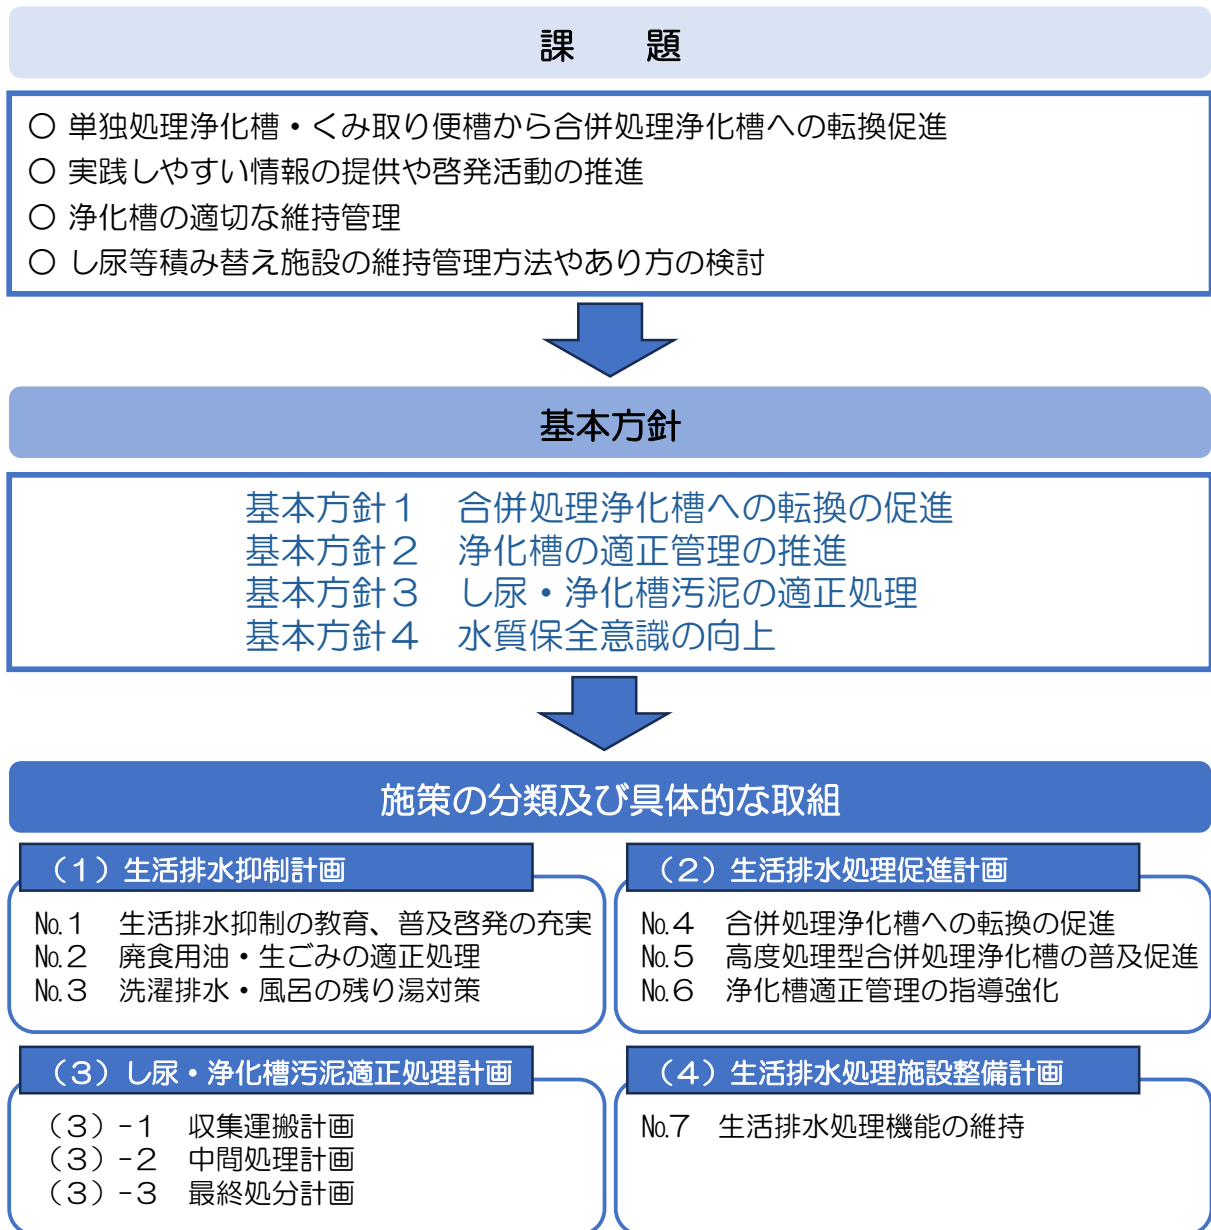 課　　題
〇 単独処理浄化槽・くみ取り便槽から合併処理浄化槽への転換促進
〇 実践しやすい情報の提供や啓発活動の推進
〇 浄化槽の適切な維持管理
〇 し尿等積み替え施設の維持管理方法やあり方の検討
基本方針
基本方針１　合併処理浄化槽への転換の促進
基本方針２　浄化槽の適正管理の推進
基本方針３　し尿・浄化槽汚泥の適正処理
基本方針４　水質保全意識の向上
施策の分類及び具体的な取組
（１）生活排水抑制計画
№１　生活排水抑制の教育、普及啓発の充実
№２　廃食用油・生ごみの適正処理
№３　洗濯排水・風呂の残り湯対策
（２）生活排水処理促進計画
№４　合併処理浄化槽への転換の促進
№５　高度処理型合併処理浄化槽の普及促進
№６　浄化槽適正管理の指導強化
（３）し尿・浄化槽汚泥適正処理計画
（３）-１　収集運搬計画
（３）-２　中間処理計画
（３）-３　最終処分計画
（４）生活排水処理施設整備計画
№７　生活排水処理機能の維持